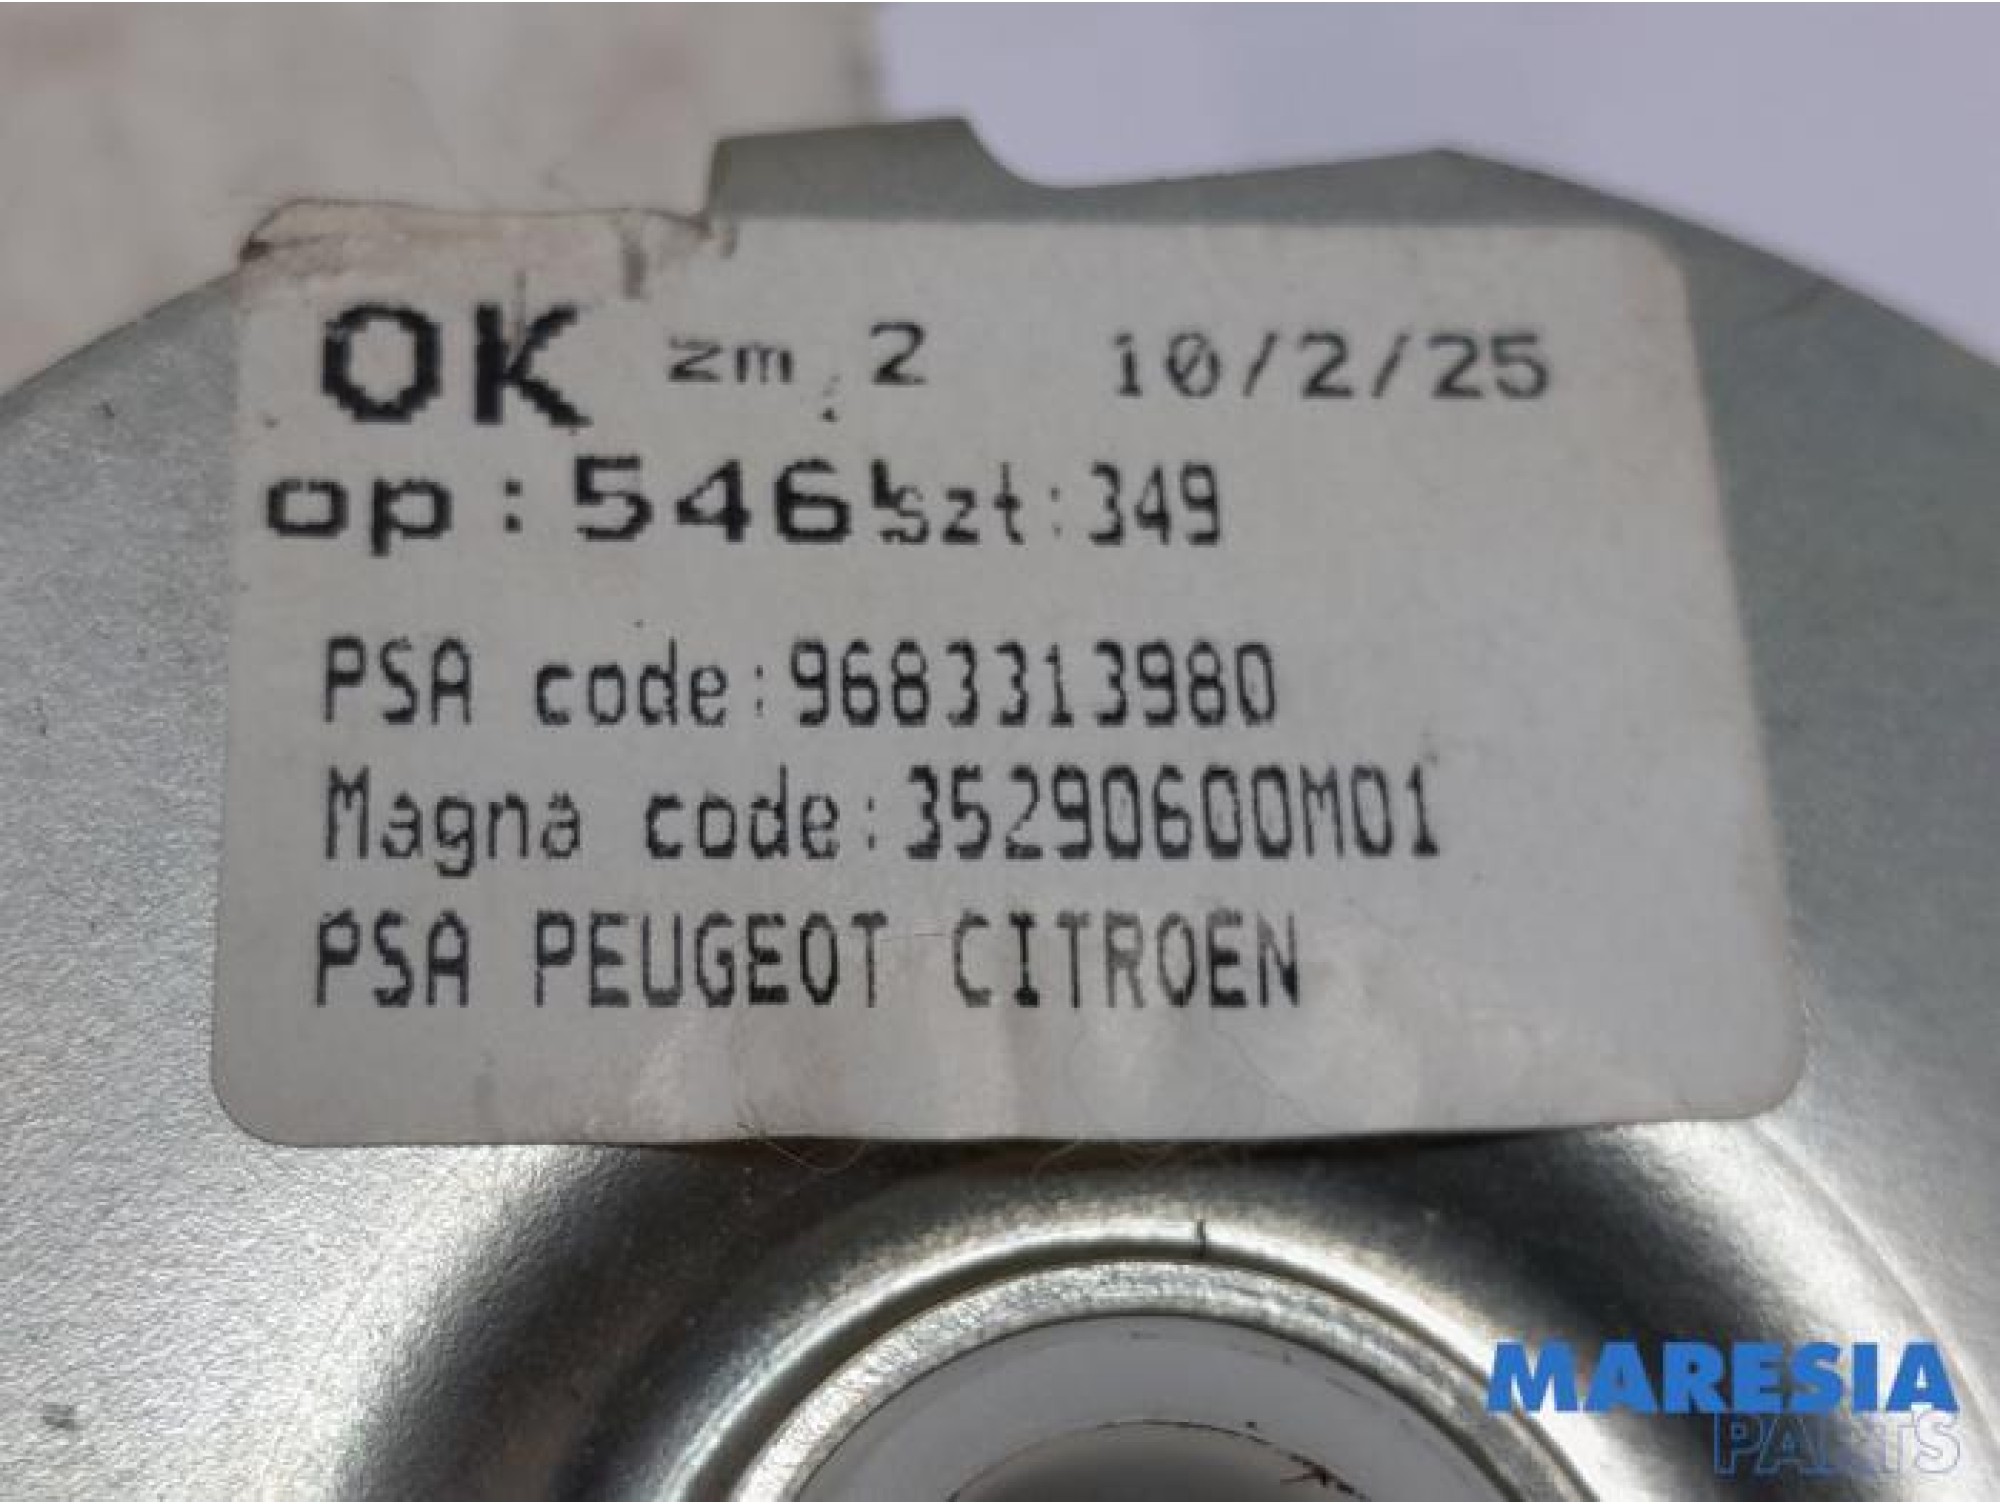 OK zm. 2 10/2/25
op: 546 szt:349
PSA code:9683313980
Magna code:35290600M01
PSA PEUGEOT CITROEN
MARESIA
PARTS